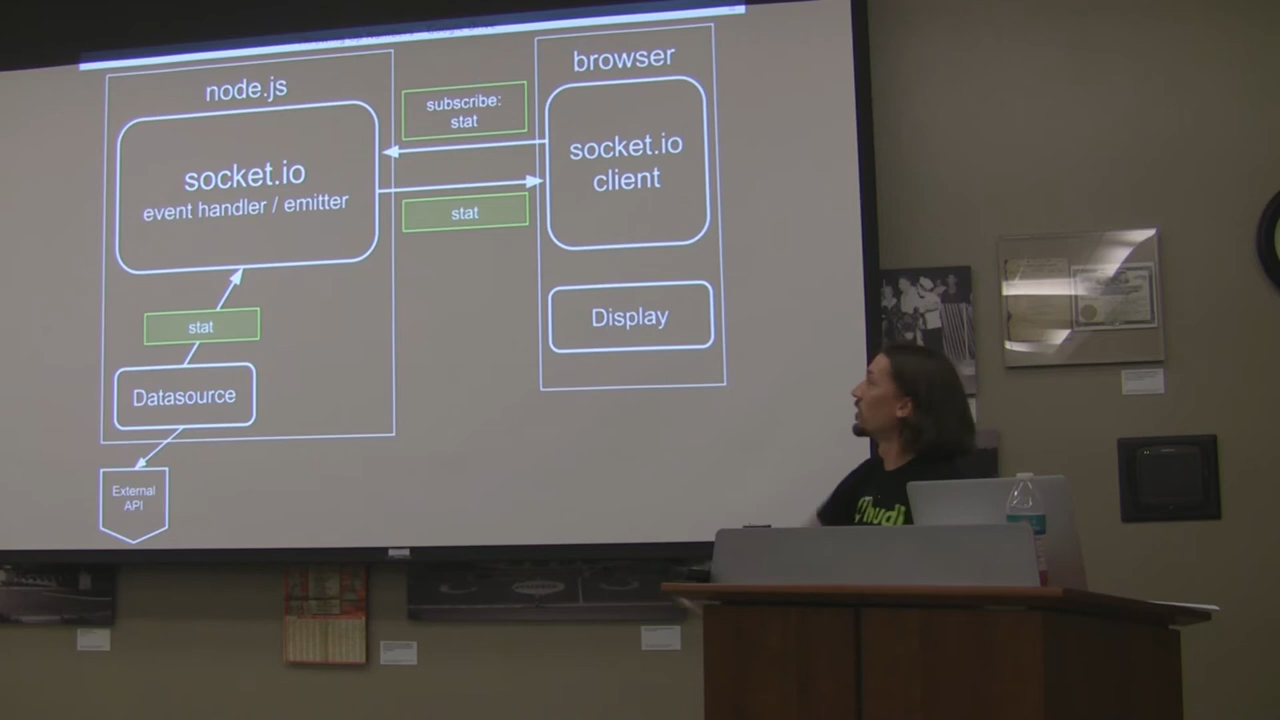 node.js
socket.io
event handler / emitter
subscribe:
stat
stat
browser
socket.io
client
Display
stat
Datasource
External
API